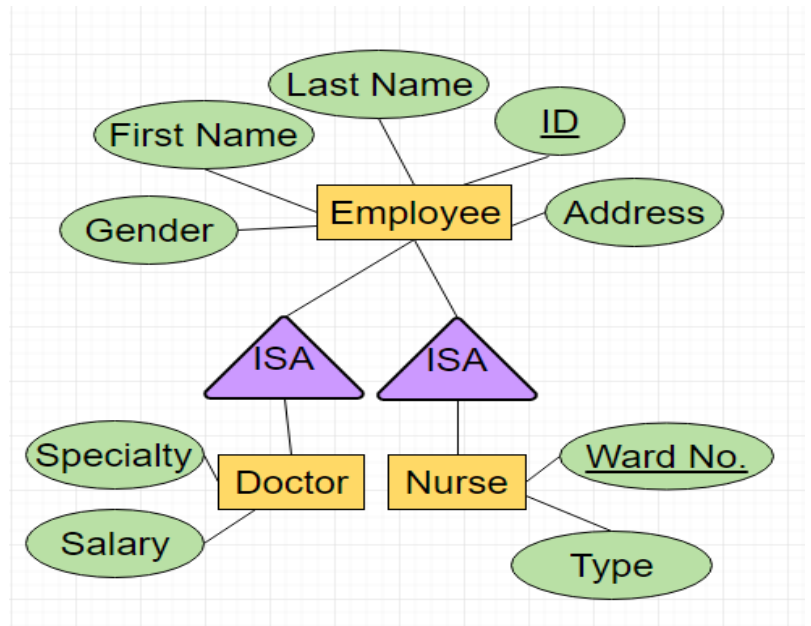 Last Name
First Name
ID
Gender
Employee
Address
ISA
ISA
Specialty
Doctor
Nurse
Ward No.
Salary
Type